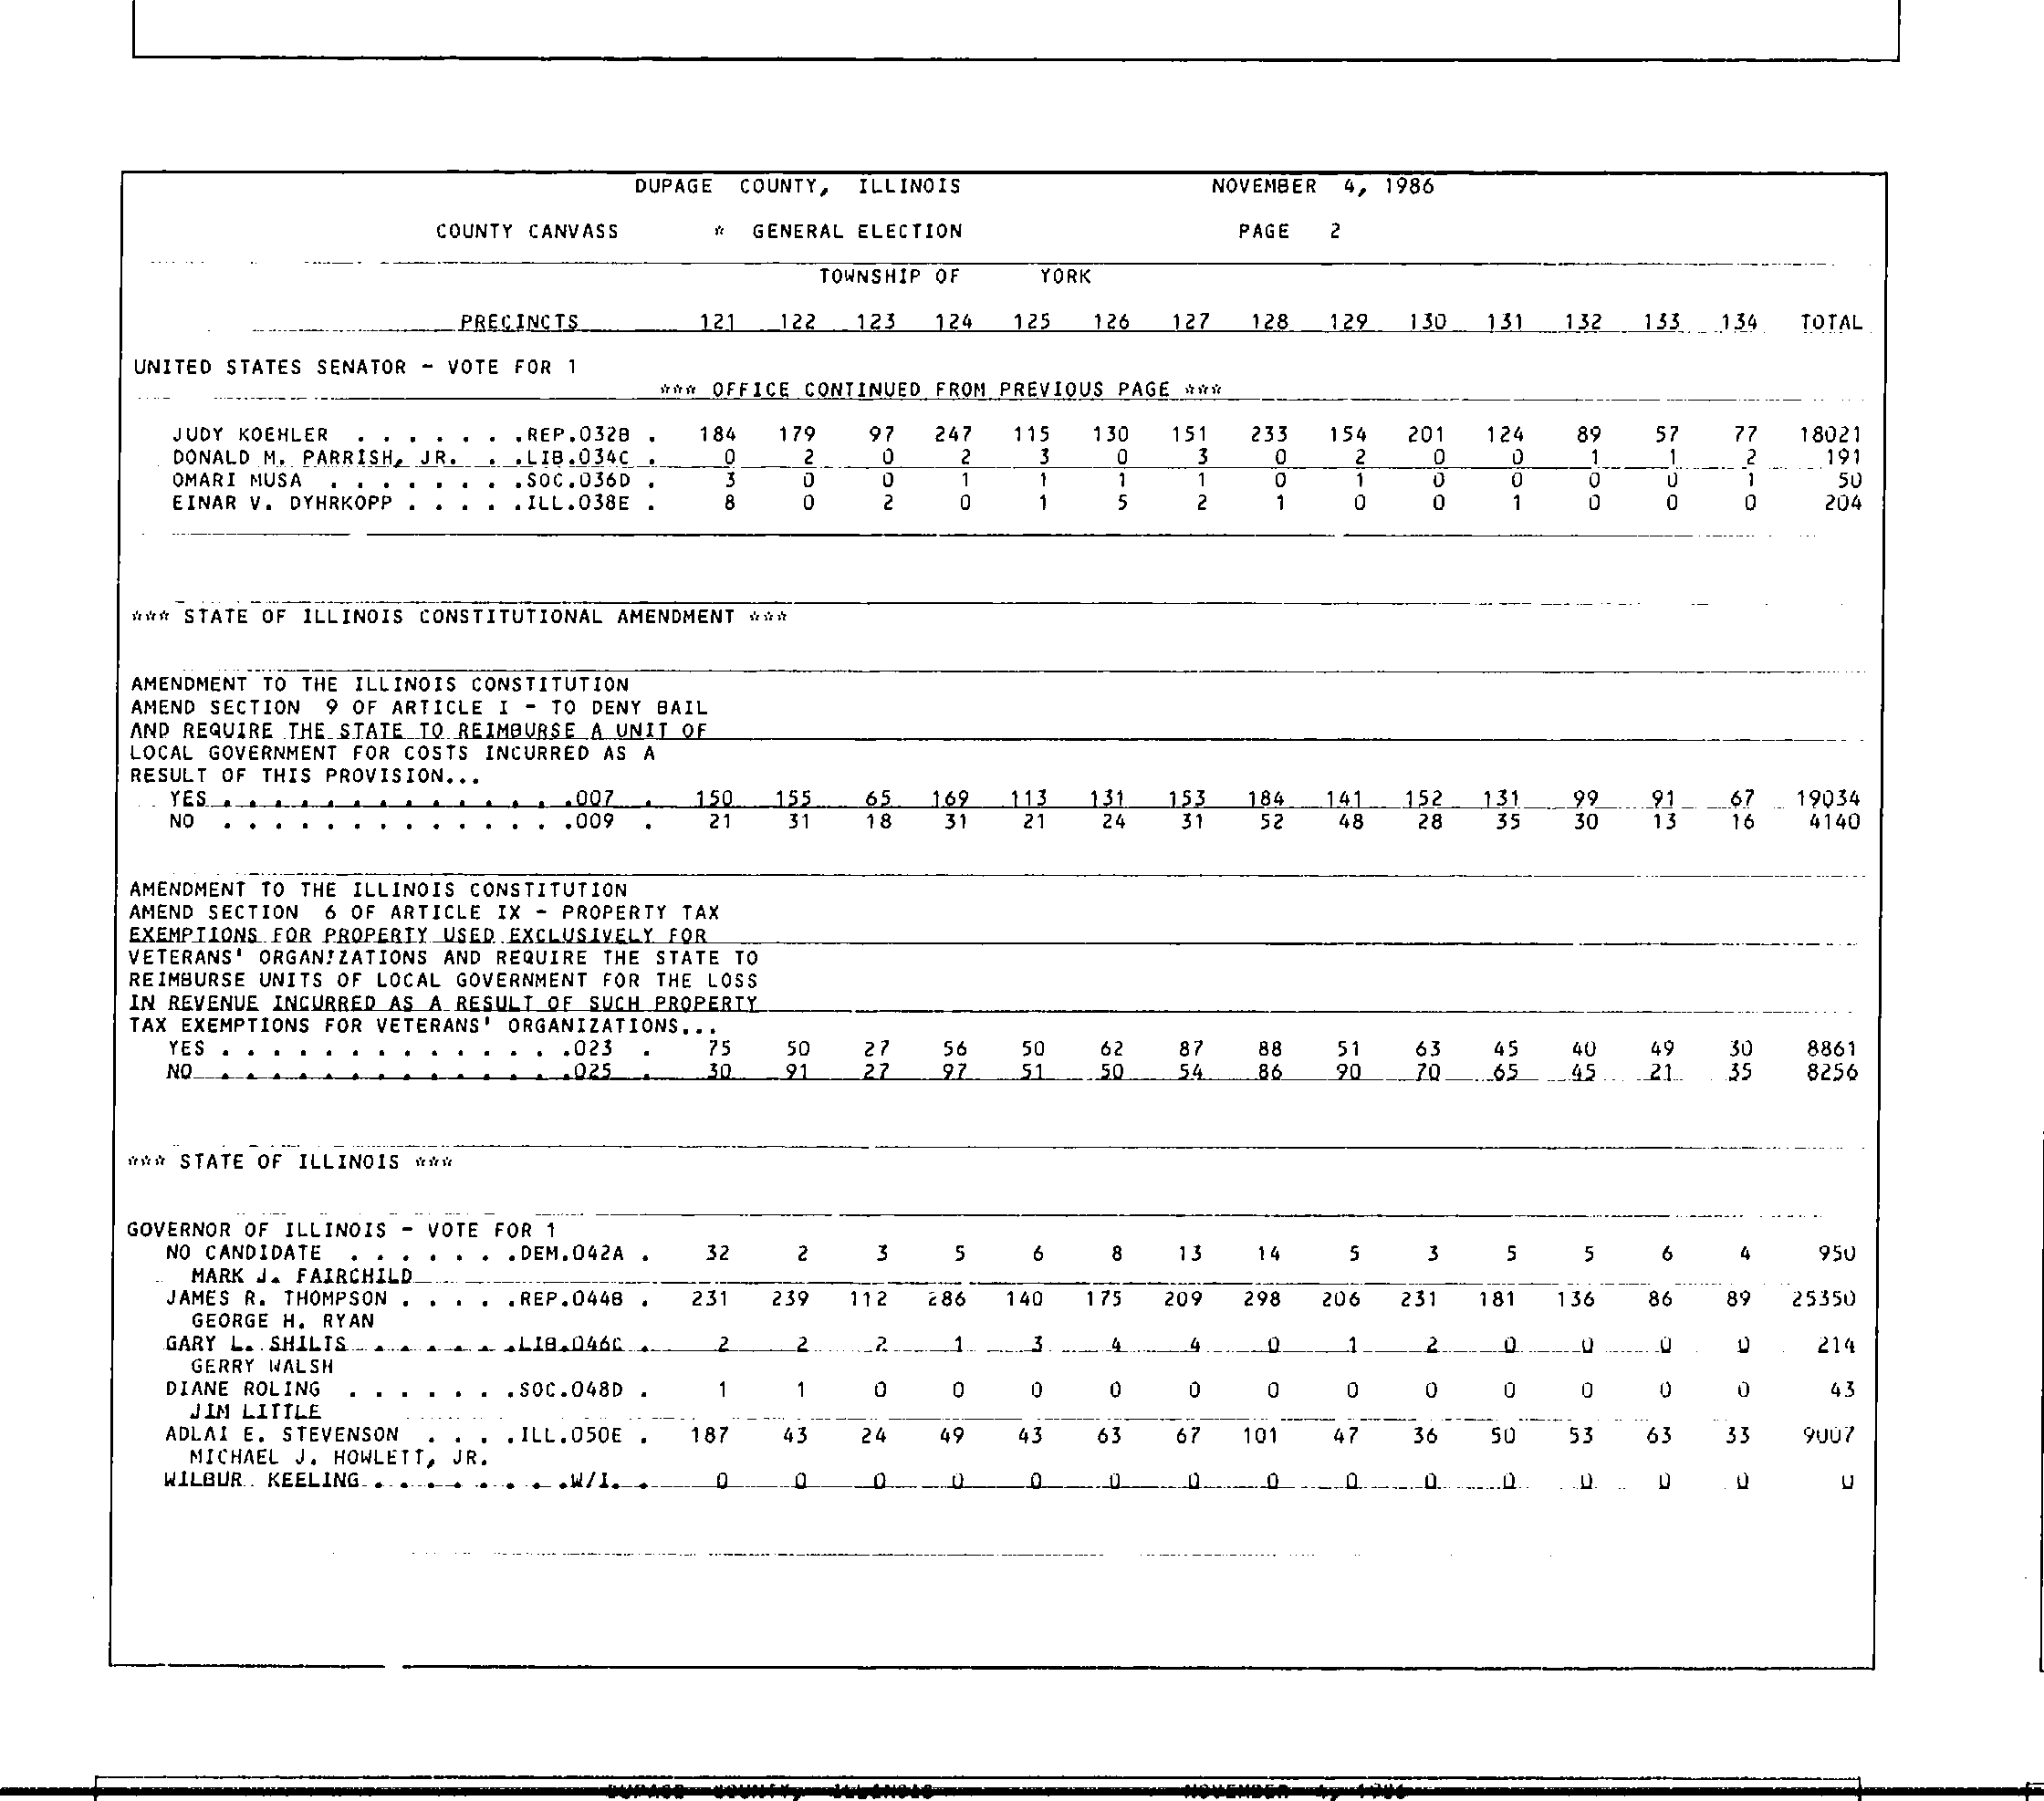 DUPAGE COUNTY, ILLINOIS NOVEMBER 4, 1986
COUNTY CANVASS * GENERAL ELECTION PAGE 2
TOWNSHIP OF YORK
PRECINCTS 121 122 123 124 125 126 127 128 129 130 131 132 133 134 TOTAL
UNITED STATES SENATOR - VOTE FOR 1
*** OFFICE CONTINUED FROM PREVIOUS PAGE ***
JUDY KOEHLER . . . . . . .REP.032B . 184 179 97 247 115 130 151 233 154 201 124 89 57 77 18021
DONALD M. PARRISH, JR. . .LIB.034C . 0 2 0 2 3 0 3 0 2 0 0 1 1 2 191
OMARI MUSA . . . . . . . .SOC.036D . 3 0 0 1 1 1 1 0 1 0 0 0 0 1 50
EINAR V. DYHRKOPP . . . . .ILL.038E . 8 0 2 0 1 5 2 1 0 0 1 0 0 0 204
*** STATE OF ILLINOIS CONSTITUTIONAL AMENDMENT ***
AMENDMENT TO THE ILLINOIS CONSTITUTION
AMEND SECTION 9 OF ARTICLE I - TO DENY BAIL
AND REQUIRE THE STATE TO REIMBURSE A UNIT OF
LOCAL GOVERNMENT FOR COSTS INCURRED AS A
RESULT OF THIS PROVISION...
YES . . . . . . . . . . . . . .007 . 150 155 65 169 113 131 153 184 141 152 131 99 91 67 19034
NO . . . . . . . . . . . . . .009 . 21 31 18 31 21 24 31 52 48 28 35 30 13 16 4140
AMENDMENT TO THE ILLINOIS CONSTITUTION
AMEND SECTION 6 OF ARTICLE IX - PROPERTY TAX
EXEMPTIONS FOR PROPERTY USED EXCLUSIVELY FOR
VETERANS' ORGANIZATIONS AND REQUIRE THE STATE TO
REIMBURSE UNITS OF LOCAL GOVERNMENT FOR THE LOSS
IN REVENUE INCURRED AS A RESULT OF SUCH PROPERTY
TAX EXEMPTIONS FOR VETERANS' ORGANIZATIONS...
YES . . . . . . . . . . . . . .023 . 75 50 27 56 50 62 87 88 51 63 45 40 49 30 8861
NO . . . . . . . . . . . . . .025 . 30 91 27 97 51 50 54 86 90 70 65 45 21 35 8256
*** STATE OF ILLINOIS ***
GOVERNOR OF ILLINOIS - VOTE FOR 1
NO CANDIDATE . . . . . . .DEM.042A . 32 2 3 5 6 8 13 14 5 3 5 5 6 4 950
MARK J. FAIRCHILD
JAMES R. THOMPSON . . . . .REP.044B . 231 239 112 286 140 175 209 298 206 231 181 136 86 89 25350
GEORGE H. RYAN
GARY L. SHILTS . . . . . .LIB.046C . 2 2 2 1 3 4 4 0 1 2 0 0 0 0 214
GERRY WALSH
DIANE ROLING . . . . . . .SOC.048D . 1 1 0 0 0 0 0 0 0 0 0 0 0 0 43
JIM LITTLE
ADLAI E. STEVENSON . . . .ILL.050E . 187 43 24 49 43 63 67 101 47 36 50 53 63 33 9007
MICHAEL J. HOWLETT, JR.
WILBUR KEELING . . . . . . . .W/I. . 0 0 0 0 0 0 0 0 0 0 0 0 0 0 0
DUPAGE COUNTY, ILLINOIS NOVEMBER 4, 1986